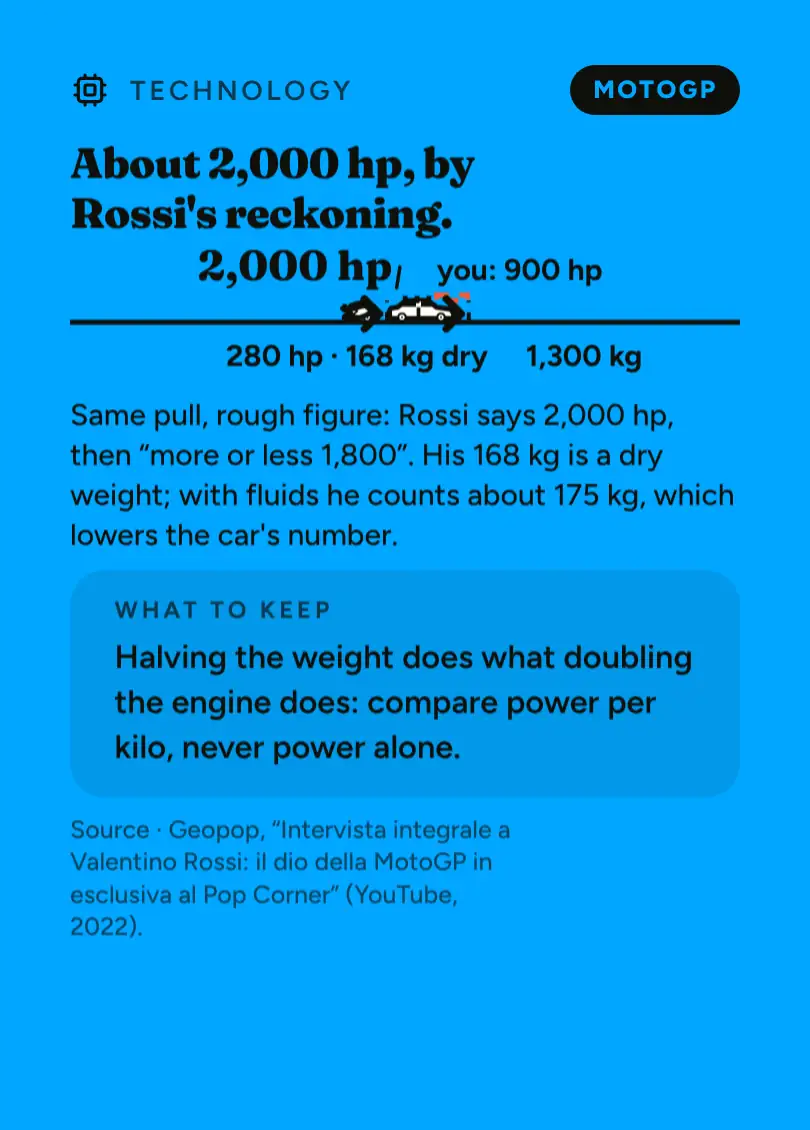 TECHNOLOGY
MOTOGP
About 2,000 hp, by
Rossi's reckoning.
2,000 hp/ you: 900 hp
280 hp · 168 kg dry 1,300 kg
Same pull, rough figure: Rossi says 2,000 hp,
then “more or less 1,800”. His 168 kg is a dry
weight; with fluids he counts about 175 kg, which
lowers the car's number.
WHAT TO KEEP
Halving the weight does what doubling
the engine does: compare power per
kilo, never power alone.
Source · Geopop, “Intervista integrale a
Valentino Rossi: il dio della MotoGP in
esclusiva al Pop Corner” (YouTube,
2022).